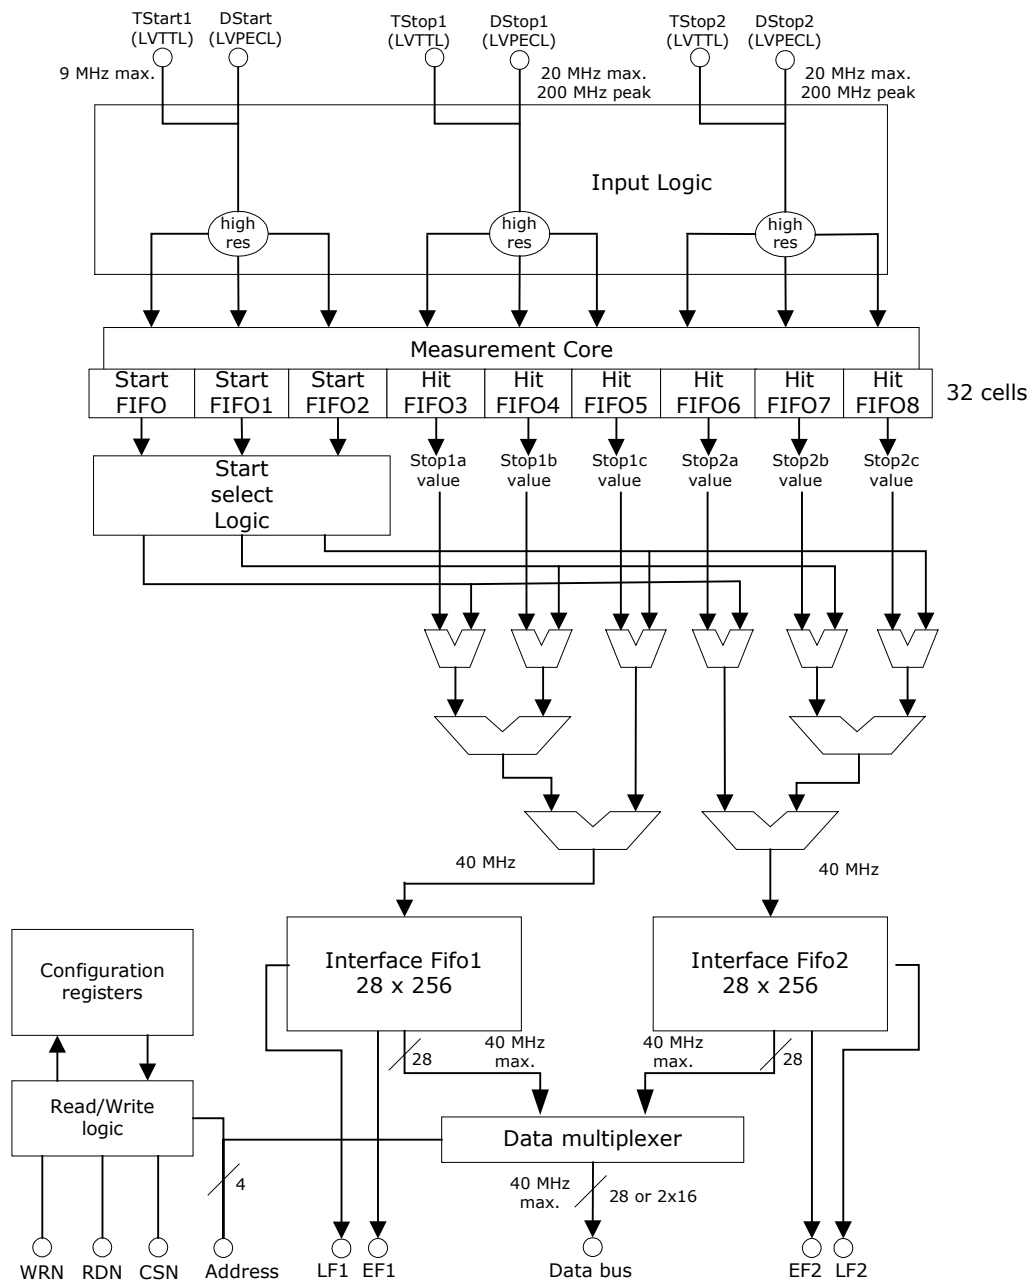 TStart1
(LVTTL)
DStart
(LVPECL)
TStop1
(LVTTL)
DStop1
(LVPECL)
TStop2
(LVTTL)
DStop2
(LVPECL)
9 MHz max.
20 MHz max.
200 MHz peak
20 MHz max.
200 MHz peak
Input Logic
high
res
high
res
high
res
Measurement Core
Start
FIFO
Start
FIFO1
Start
FIFO2
Hit
FIFO3
Hit
FIFO4
Hit
FIFO5
Hit
FIFO6
Hit
FIFO7
Hit
FIFO8
32 cells
Start
select
Logic
Stop1a
value
Stop1b
value
Stop1c
value
Stop2a
value
Stop2b
value
Stop2c
value
40 MHz
40 MHz
Interface Fifo1
28 x 256
Interface Fifo2
28 x 256
Configuration
registers
28
40 MHz
max.
40 MHz
max.
28
Read/Write
logic
Data multiplexer
4
40 MHz
max.
28 or 2x16
WRN
RDN
CSN
Address
LF1
EF1
Data bus
EF2
LF2